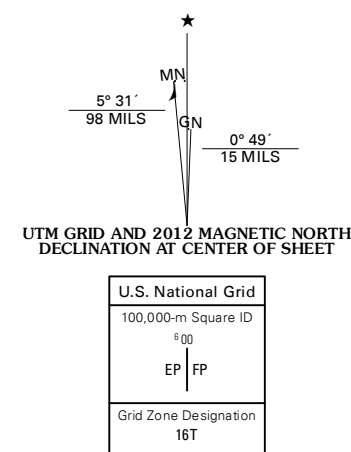 ★
MN
5° 31´
98 MILS
GN
0° 49´
15 MILS
UTM GRID AND 2012 MAGNETIC NORTH
DECLINATION AT CENTER OF SHEET
U.S. National Grid
100,000-m Square ID
⁶00
EP FP
Grid Zone Designation
16T